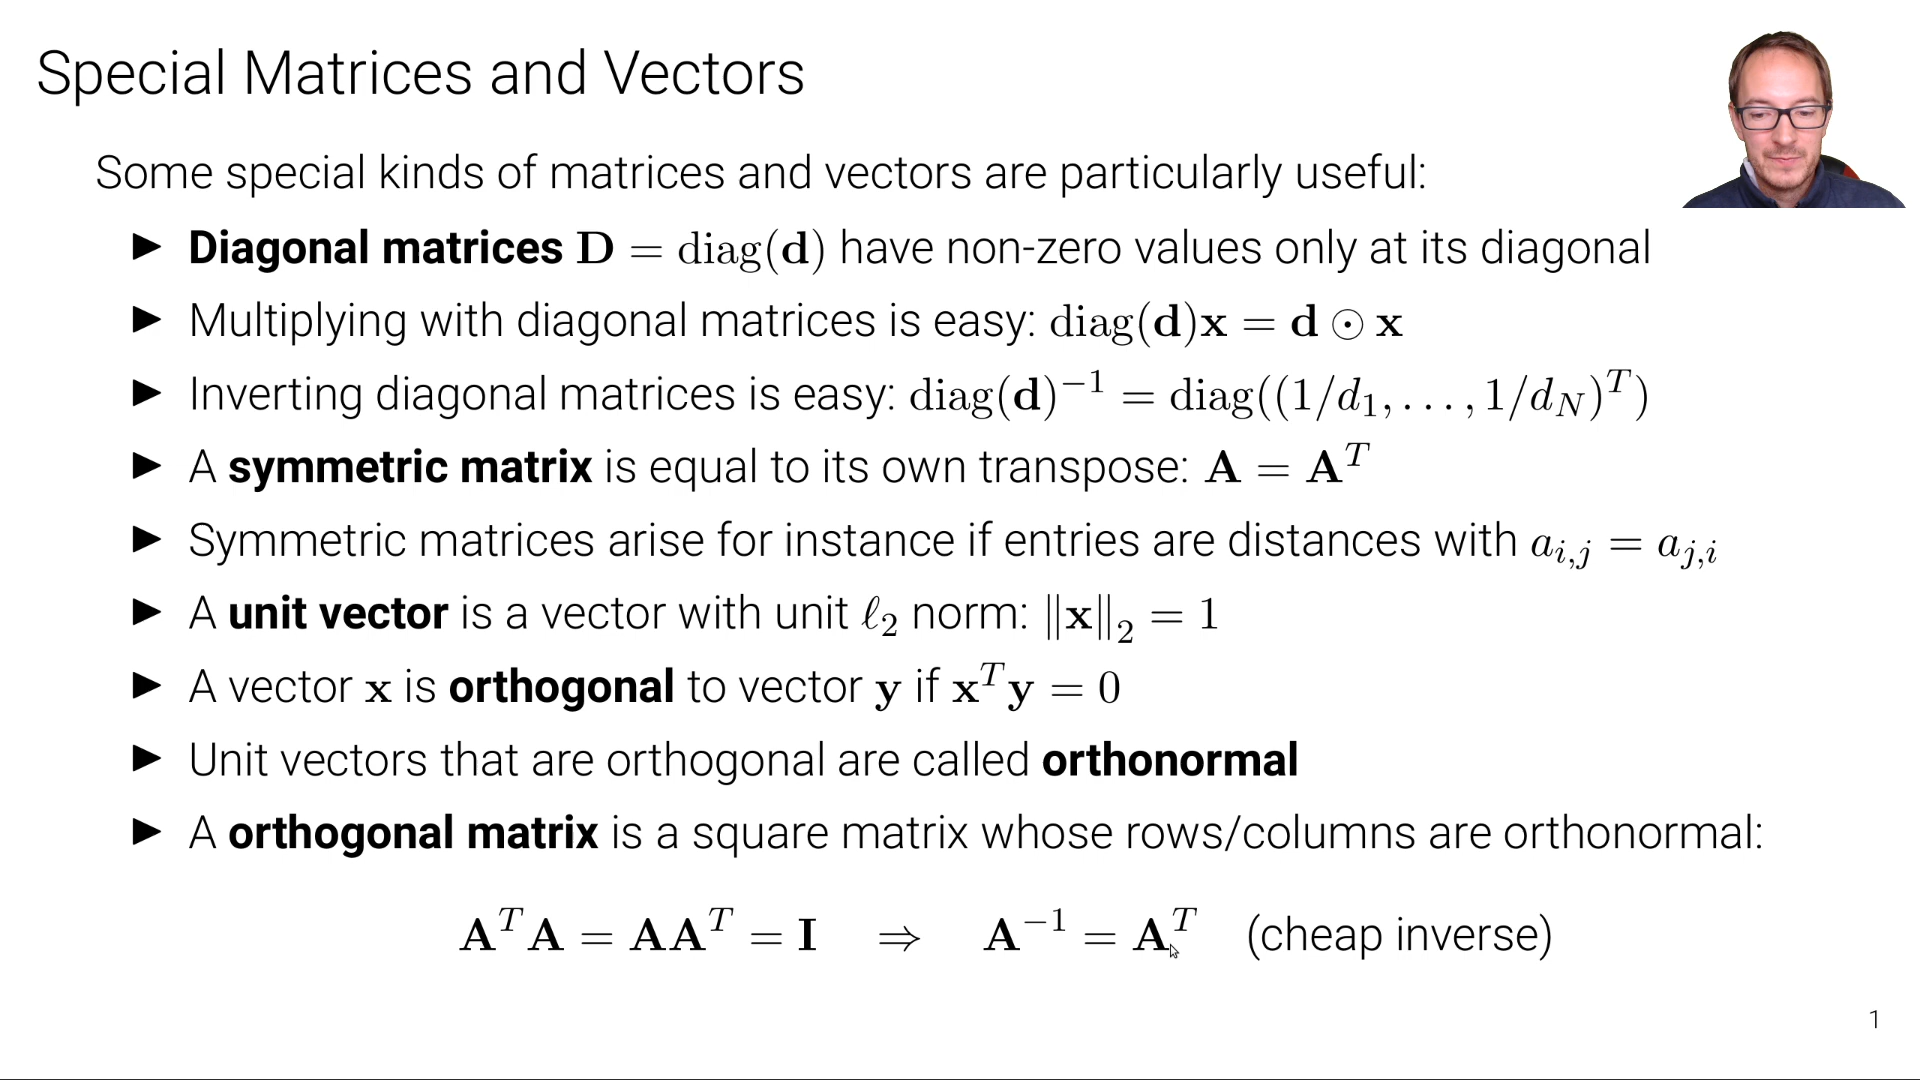 Special Matrices and Vectors
Some special kinds of matrices and vectors are particularly useful:
▶ Diagonal matrices D = diag(d) have non-zero values only at its diagonal
▶ Multiplying with diagonal matrices is easy: diag(d)x = d ⊙ x
▶ Inverting diagonal matrices is easy: diag(d)⁻¹ = diag((1/d₁, . . . , 1/d_N)^T)
▶ A symmetric matrix is equal to its own transpose: A = A^T
▶ Symmetric matrices arise for instance if entries are distances with a_{i,j} = a_{j,i}
▶ A unit vector is a vector with unit ℓ₂ norm: ‖x‖₂ = 1
▶ A vector x is orthogonal to vector y if x^T y = 0
▶ Unit vectors that are orthogonal are called orthonormal
▶ A orthogonal matrix is a square matrix whose rows/columns are orthonormal:
A^T A = AA^T = I ⇒ A⁻¹ = A^T (cheap inverse)
1